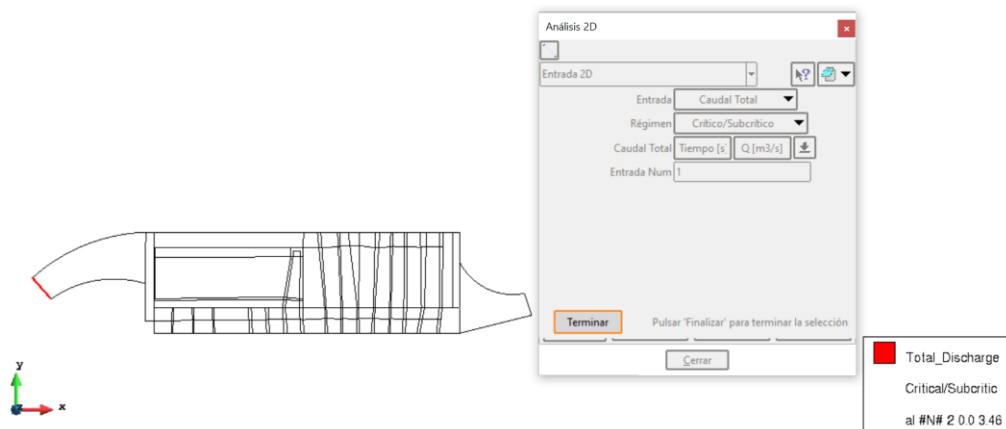 Análisis 2D
Entrada 2D
Entrada Caudal Total
Régimen Crítico/Subcrítico
Caudal Total Tiempo [s] Q [m3/s]
Entrada Num 1
Terminar Pulsar 'Finalizar' para terminar la selección
Cerrar
Total_Discharge
Critical/Subcritic
al #N# 2 0.0 3.46
y
x